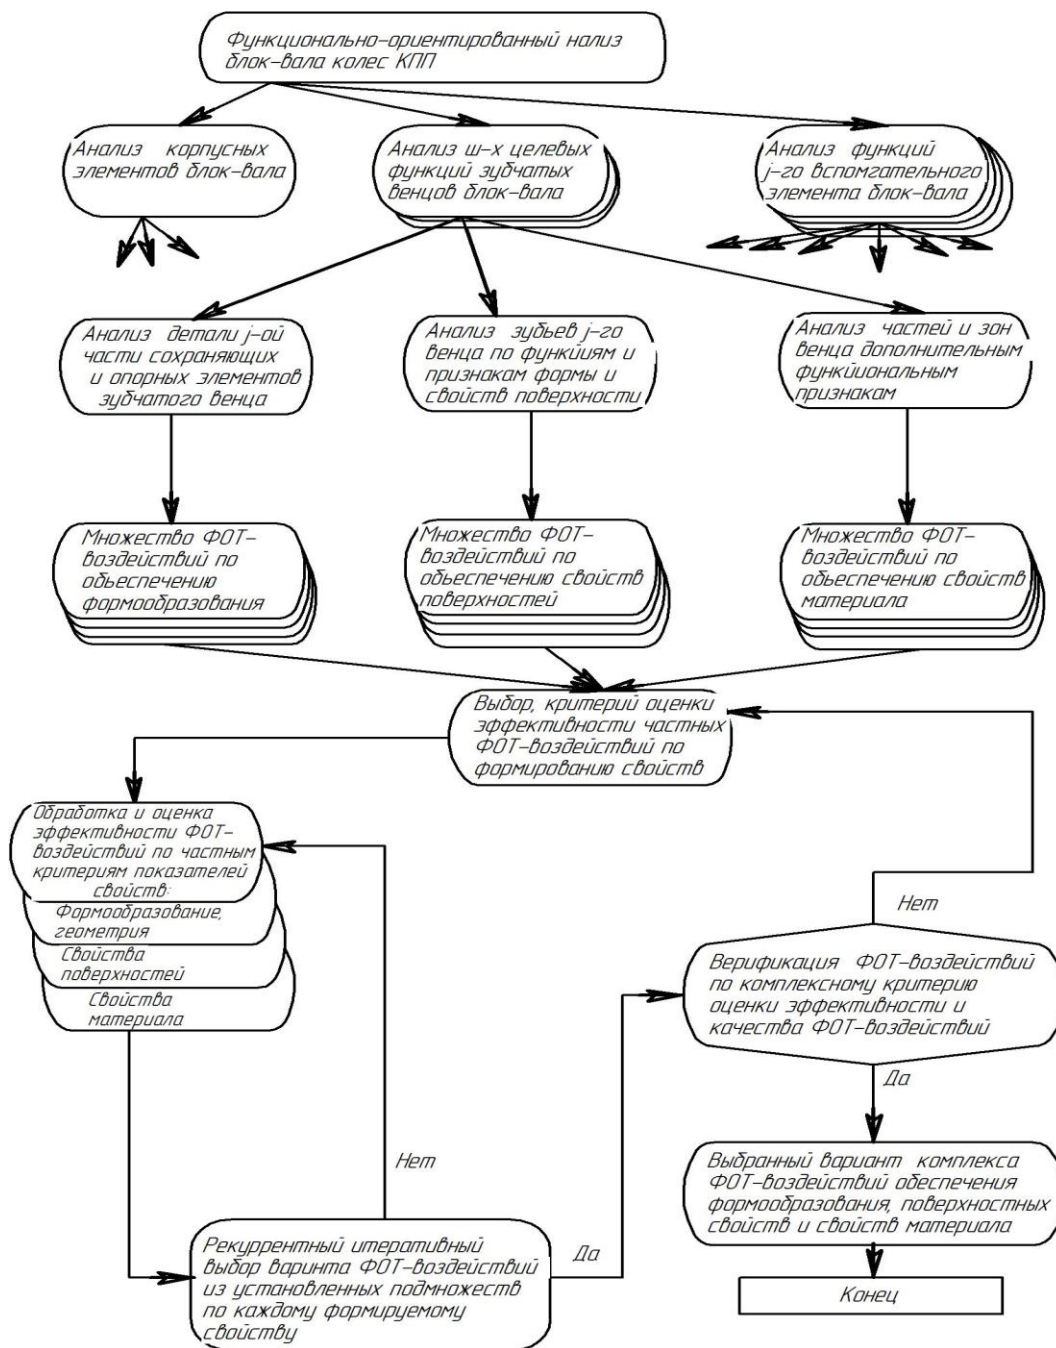 Функционально-ориентированный нализ
блок-вала колес КПП
Анализ корпусных
элементов блок-вала
Анализ ш-х целевых
функций зубчатых
венцов блок-вала
Анализ функций
j-го вспомгательного
элемента блок-вала
Анализ детали j-ой
части сохраняющих
и опорных элементов
зубчатого венца
Анализ зубьев j-го
венца по функйиям и
признакам формы и
свойств поверхности
Анализ частей и зон
венца дополнительным
функйиональным
признакам
Множество ФОТ-
воздействий по
обьеспечению
формообразования
Множество ФОТ-
воздействий по
обьеспечению свойств
поверхностей
Множество ФОТ-
воздействий по
обьеспечению свойств
материала
Выбор, критерий оценки
эффективности частных
ФОТ-воздействий по
формированию свойств
Обработка и оценка
эффективности ФОТ-
воздействий по частным
критериям показателей
свойств:
Формообразование,
геометрия
Свойства
поверхностей
Свойства
материала
Нет
Верификация ФОТ-воздействий
по комплексному критерию
оценки эффективности и
качества ФОТ-воздействий
Да
Нет
Выбранный вариант комплекса
ФОТ-воздействий обеспечения
формообразования, поверхностных
свойств и свойств материала
Рекуррентный итеративный
выбор варинта ФОТ-воздействий
из установленных подмножеств
по каждому формируемому
свойству
Да
Конец